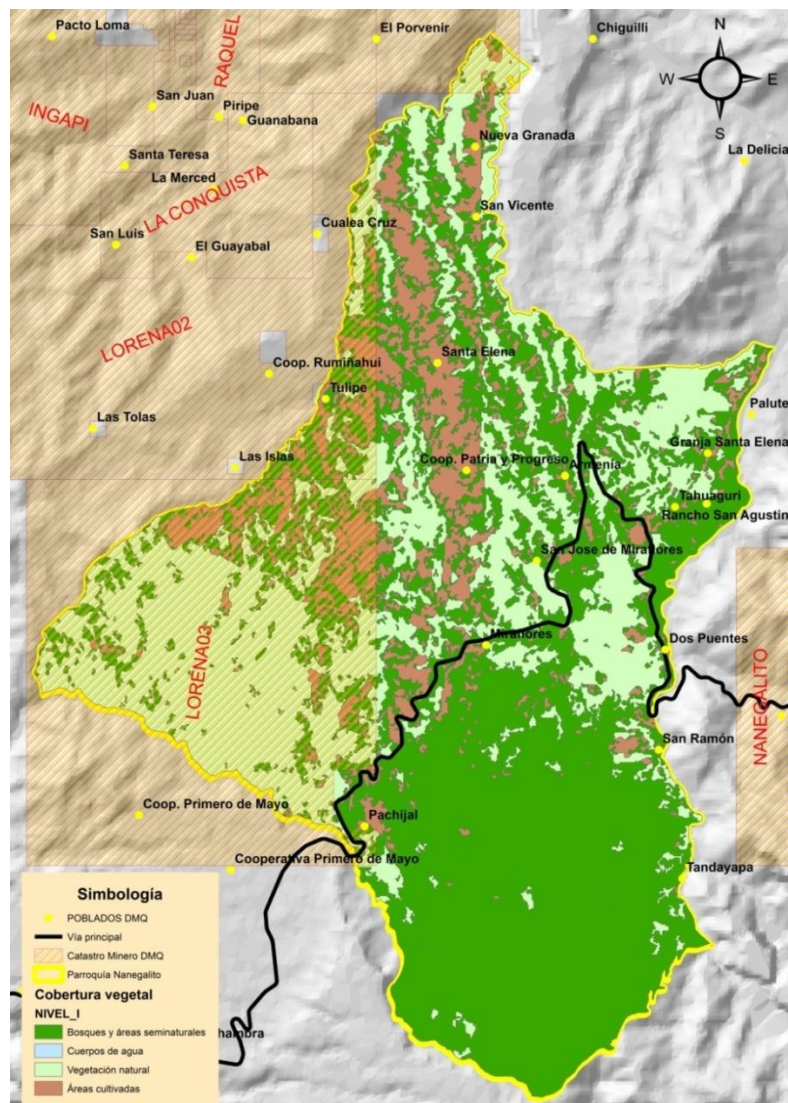 Pacto Loma
El Porvenir
Chiguilli
N
W
E
S
RAQUEL
San Juan
INGAPI
Piripe
Guanabana
Nueva Granada
La Delicia
Santa Teresa
La Merced
LA CONQUISTA
San Vicente
Cualea Cruz
San Luis
El Guayabal
LORENA02
Santa Elena
Coop. Rumiñahui
Tulipe
Palute
Las Tolas
Granja Santa Elena
Las Islas
Coop. Patria y Progreso
Armenia
Tahuaguri
Rancho San Agustin
San Jose de Miraflores
Miraflores
Dos Puentes
LORENA03
NANEGALITO
San Ramón
Coop. Primero de Mayo
Pachijal
Cooperativa Primero de Mayo
Tandayapa
Simbología
POBLADOS DMQ
Vía principal
Catastro Minero DMQ
Parroquía Nanegalito
Cobertura vegetal
NIVEL_I
Bosques y áreas seminaturales
hambra
Cuerpos de agua
Vegetación natural
Áreas cultivadas